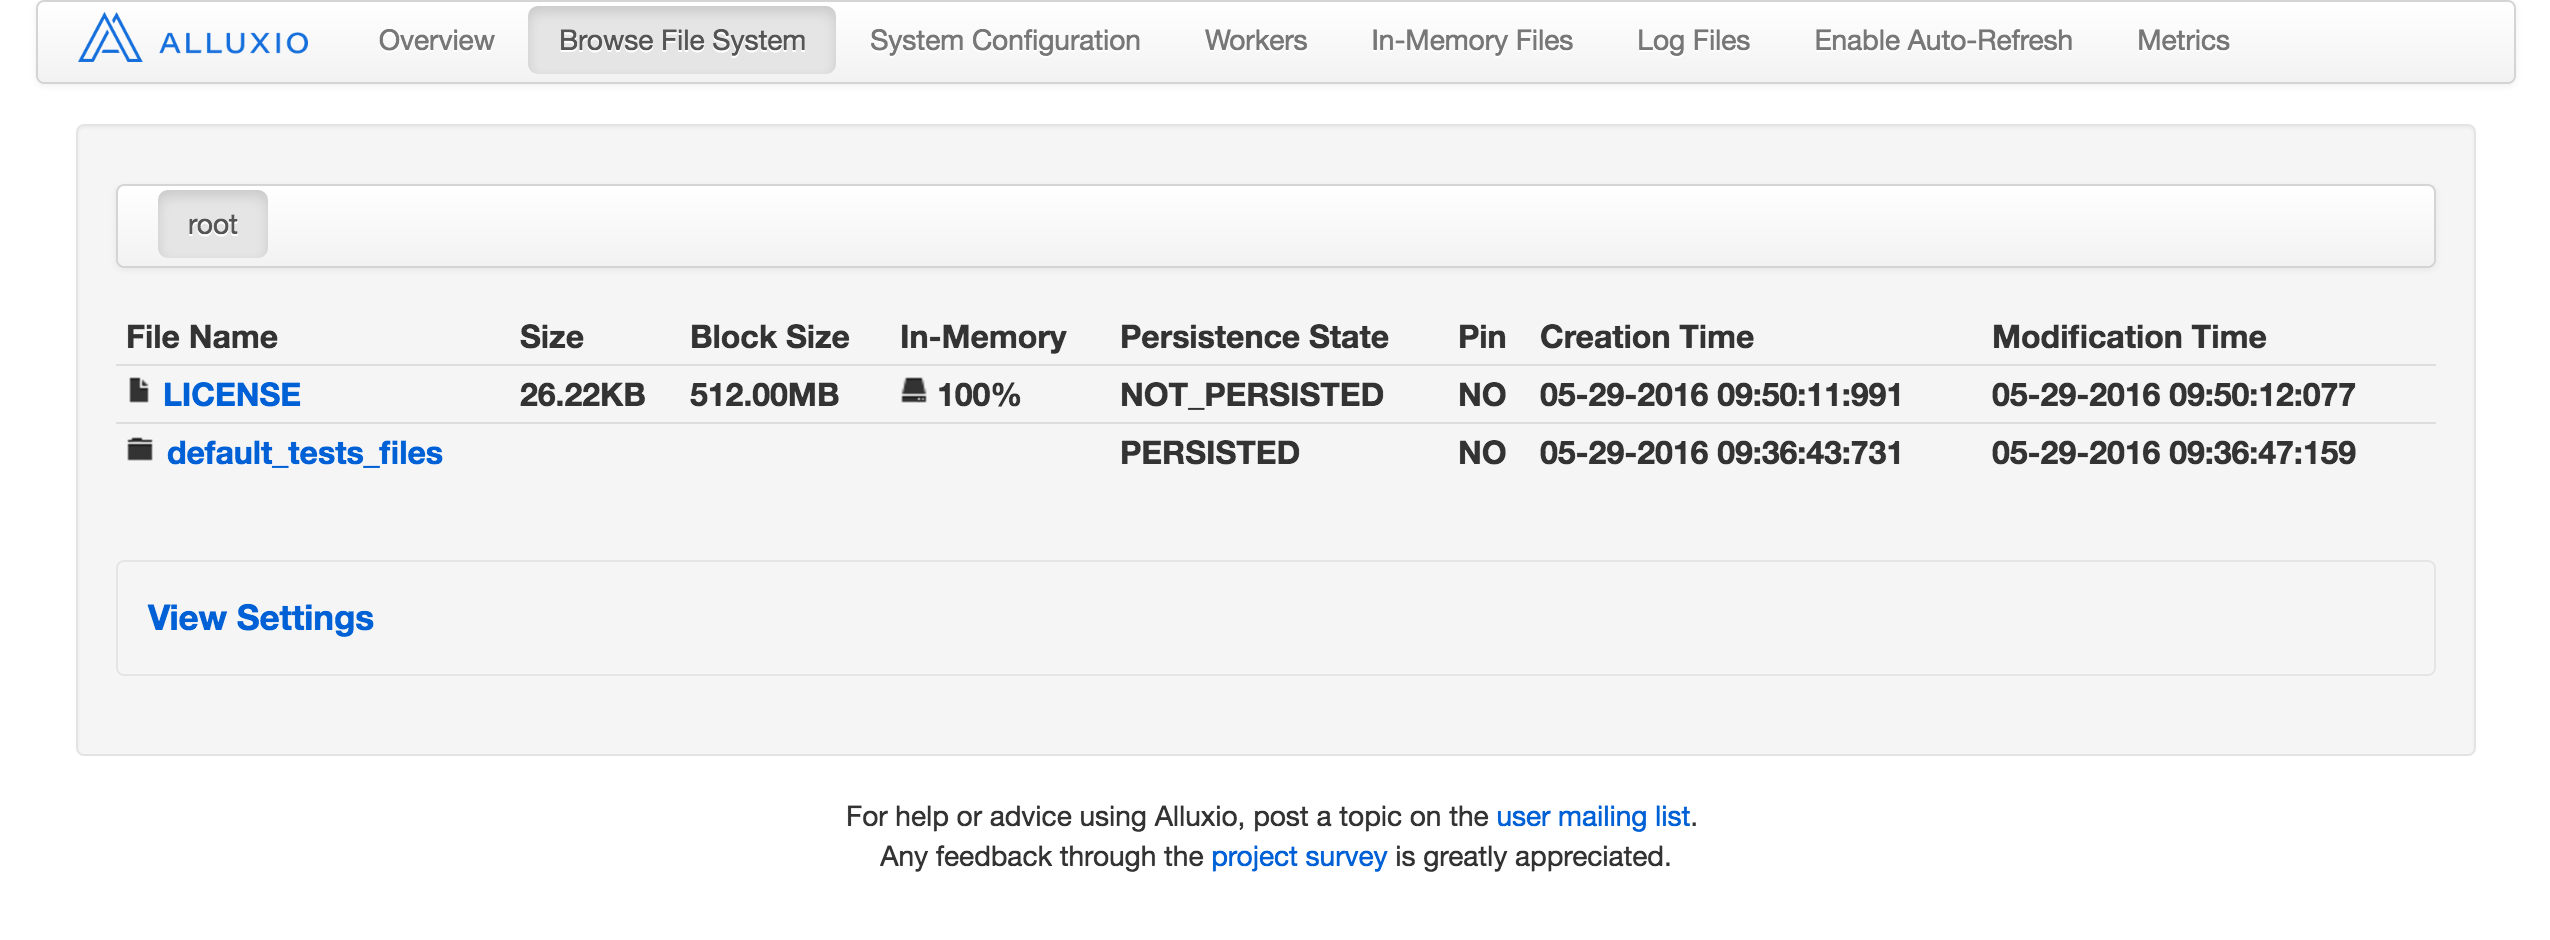 ALLUXIO Overview Browse File System System Configuration Workers In-Memory Files Log Files Enable Auto-Refresh Metrics
root
File Name Size Block Size In-Memory Persistence State Pin Creation Time Modification Time
LICENSE 26.22KB 512.00MB 100% NOT_PERSISTED NO 05-29-2016 09:50:11:991 05-29-2016 09:50:12:077
default_tests_files PERSISTED NO 05-29-2016 09:36:43:731 05-29-2016 09:36:47:159
View Settings
For help or advice using Alluxio, post a topic on the user mailing list.
Any feedback through the project survey is greatly appreciated.